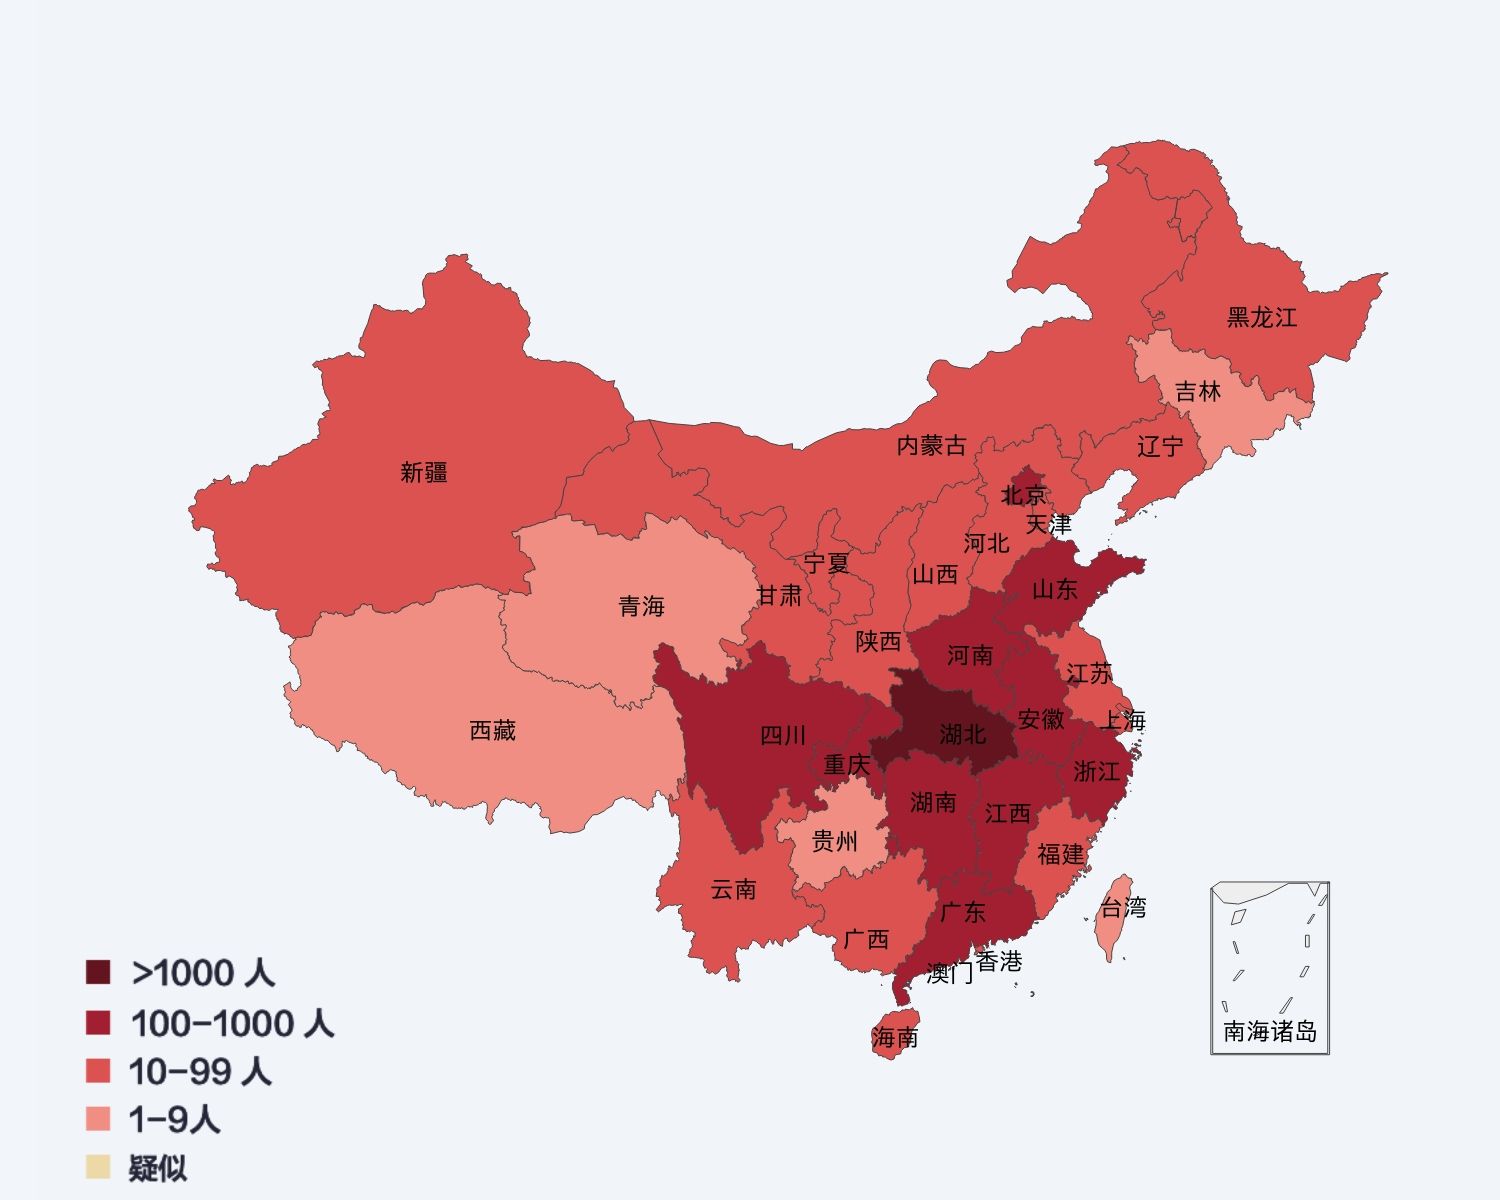 黑龙江
吉林
辽宁
内蒙古
新疆
北京
天津
河北
宁夏
山西
山东
甘肃
青海
陕西
河南
江苏
西藏
安徽
上海
四川
湖北
重庆
浙江
湖南
江西
贵州
福建
云南
台湾
广东
广西
香港
澳门
海南
南海诸岛
>1000 人
100-1000 人
10-99 人
1-9人
疑似